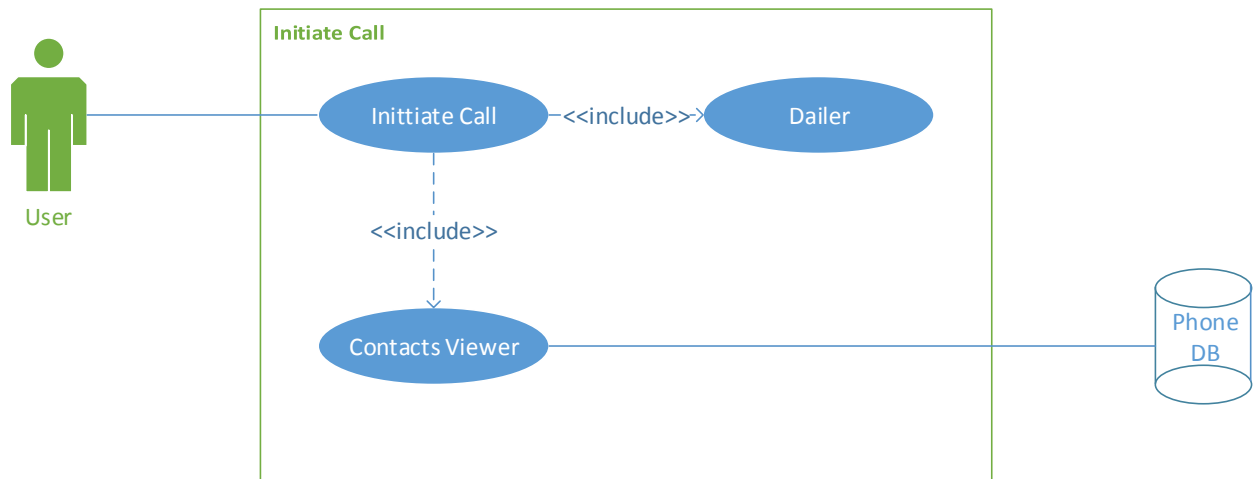 Initiate Call
Inittiate Call
<<include>>
Dailer
User
<<include>>
Contacts Viewer
Phone
DB